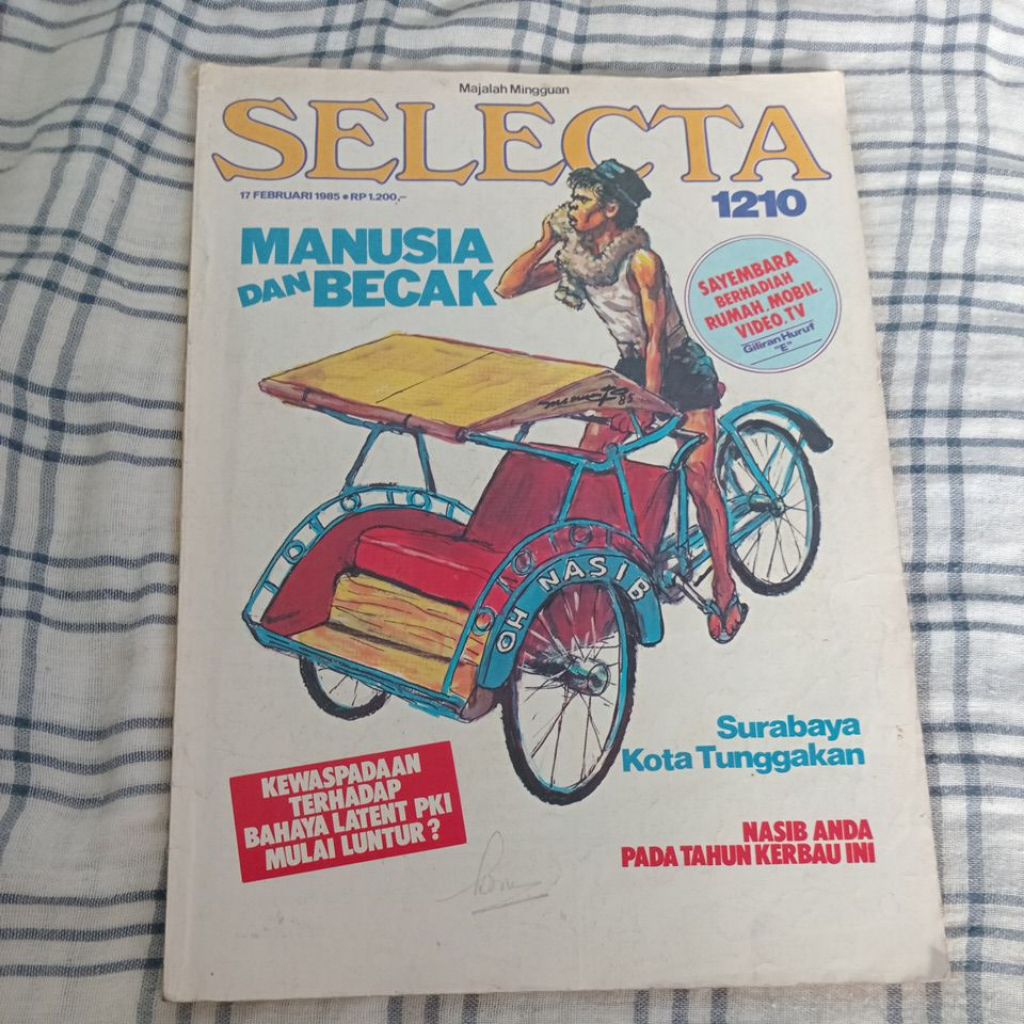 Majalah Mingguan
SELECTA
17 FEBRUARI 1985 • RP 1.200,-
1210
MANUSIA
DAN BECAK
SAYEMBARA
BERHADIAH
RUMAH.MOBIL.
VIDEO.TV
Giliran Huruf
"E"
85
OH NASIB
Surabaya
Kota Tunggakan
KEWASPADAAN
TERHADAP
BAHAYA LATENT PKI
MULAI LUNTUR?
NASIB ANDA
PADA TAHUN KERBAU INI